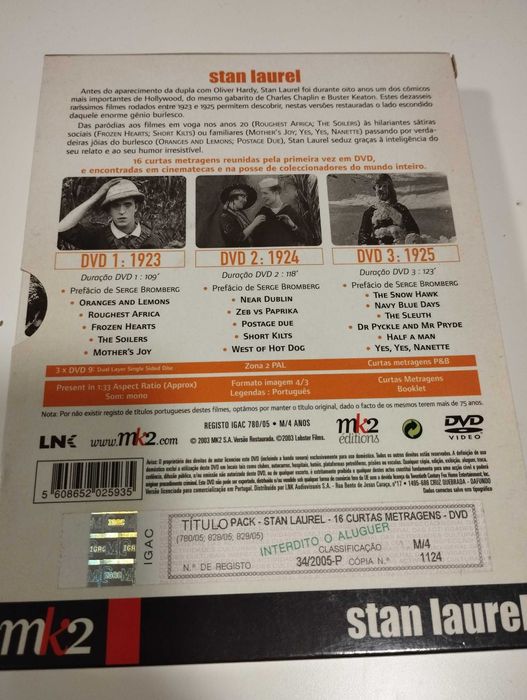 stan laurel
Antes do aparecimento da dupla com Oliver Hardy, Stan Laurel foi durante oito anos um dos cómicos
mais importantes de Hollywood, do mesmo gabarito de Charles Chaplin e Buster Keaton. Estes dezasseis
raríssimos filmes rodados entre 1923 e 1925 permitem descobrir, nestas versões restauradas o lado escondido
daquele enorme génio burlesco.
Das paródias aos filmes em voga nos anos 20 (ROUGHEST AFRICA; THE SOILERS) às hilariantes sátiras
sociais (FROZEN HEARTS; SHORT KILTS) ou familiares (MOTHER'S JOY; YES, YES, NANETTE) passando por verda-
deiras jóias do burlesco (ORANGES AND LEMONS; POSTAGE DUE), Stan Laurel seduz graças à inteligência do
seu relato e ao seu humor irresistível.
16 curtas metragens reunidas pela primeira vez em DVD,
e encontradas em cinematecas e na posse de coleccionadores do mundo inteiro.
DVD 1 : 1923
Duração DVD 1 : 109'
• Prefácio de SERGE BROMBERG
• ORANGES AND LEMONS
• ROUGHEST AFRICA
• FROZEN HEARTS
• THE SOILERS
• MOTHER'S JOY
DVD 2 : 1924
Duração DVD 2 : 118'
• Prefácio de SERGE BROMBERG
• NEAR DUBLIN
• ZEB VS PAPRIKA
• POSTAGE DUE
• SHORT KILTS
• WEST OF HOT DOG
DVD 3 : 1925
Duração DVD 3 : 123'
• Prefácio de SERGE BROMBERG
• THE SNOW HAWK
• NAVY BLUE DAYS
• THE SLEUTH
• DR PYCKLE AND MR PRYDE
• HALF A MAN
• YES, YES, NANETTE
3 x DVD 9: Dual Layer Single Sided Disc
Zona 2 PAL
Curtas metragens P&B
Present in 1:33 Aspect Ratio (Approx)
Som: mono
Formato imagem 4/3
Legendas : Português
Curtas Metragens
Booklet
Nota: Por não existir registo de títulos portugueses destes filmes, optámos por manter o título original, dado o facto de os mesmos terem mais de 75 anos.
REGISTO IGAC 780/05 • M/4 ANOS
LNK
www.mk2.com
© 2003 MK2 S.A. Versão Restaurada. ©2003 Lobster Films.
mk2
éditions
DVD
VIDEO
5 608652 025935
IGAC
IGAC
TÍTULO PACK - STAN LAUREL - 16 CURTAS METRAGENS - DVD
(780/05; 828/05; 829/05)
INTERDITO O ALUGUER
CLASSIFICAÇÃO
M/4
N.º DE REGISTO
34/2005-P
CÓPIA N.º
1124
mk2
stan laurel